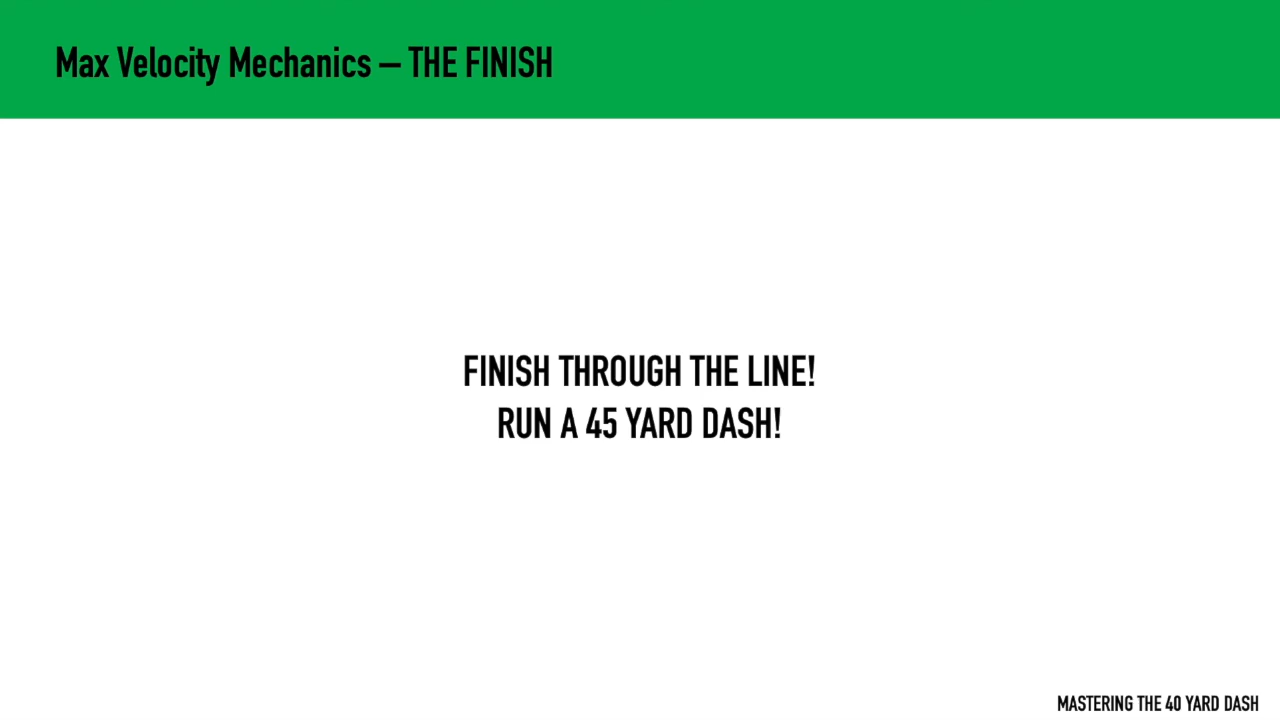 Max Velocity Mechanics – THE FINISH
FINISH THROUGH THE LINE!
RUN A 45 YARD DASH!
MASTERING THE 40 YARD DASH